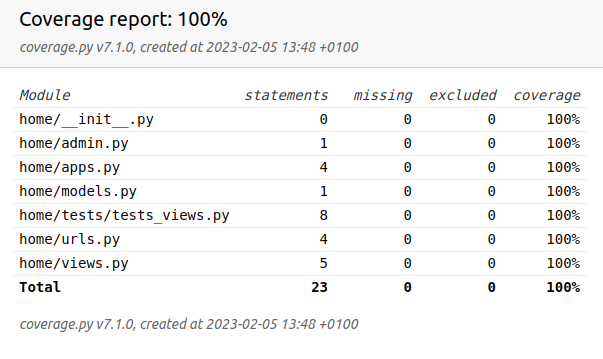 Coverage report: 100%
coverage.py v7.1.0, created at 2023-02-05 13:48 +0100
Module statements missing excluded coverage
home/__init__.py 0 0 0 100%
home/admin.py 1 0 0 100%
home/apps.py 4 0 0 100%
home/models.py 1 0 0 100%
home/tests/tests_views.py 8 0 0 100%
home/urls.py 4 0 0 100%
home/views.py 5 0 0 100%
Total 23 0 0 100%
coverage.py v7.1.0, created at 2023-02-05 13:48 +0100